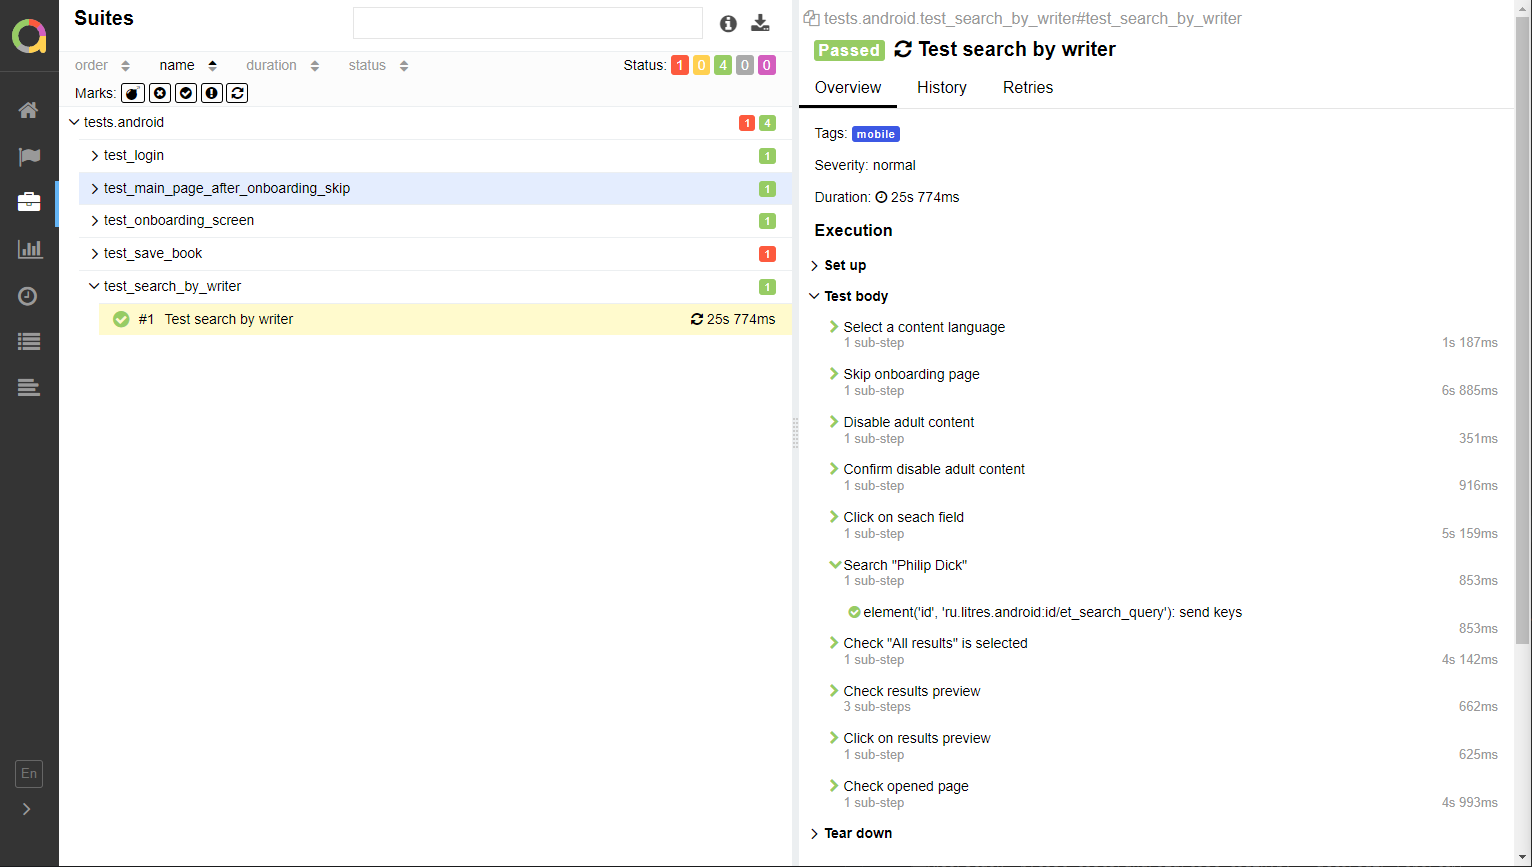 Suites
order name duration status Status: 1 0 4 0 0
Marks:
tests.android 1 4
test_login 1
test_main_page_after_onboarding_skip 1
test_onboarding_screen 1
test_save_book 1
test_search_by_writer 1
#1 Test search by writer 25s 774ms
En
tests.android.test_search_by_writer#test_search_by_writer
Passed Test search by writer
Overview History Retries
Tags: mobile
Severity: normal
Duration: 25s 774ms
Execution
Set up
Test body
Select a content language
1 sub-step 1s 187ms
Skip onboarding page
1 sub-step 6s 885ms
Disable adult content
1 sub-step 351ms
Confirm disable adult content
1 sub-step 916ms
Click on seach field
1 sub-step 5s 159ms
Search "Philip Dick"
1 sub-step 853ms
element('id', 'ru.litres.android:id/et_search_query'): send keys
853ms
Check "All results" is selected
1 sub-step 4s 142ms
Check results preview
3 sub-steps 662ms
Click on results preview
1 sub-step 625ms
Check opened page
1 sub-step 4s 993ms
Tear down